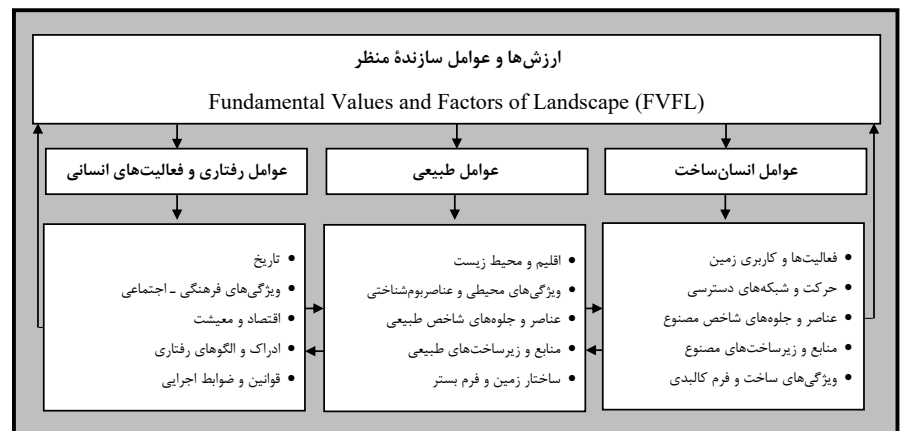 ارزش‌ها و عوامل سازندهٔ منظر
Fundamental Values and Factors of Landscape (FVFL)
عوامل انسان‌ساخت
عوامل طبیعی
عوامل رفتاری و فعالیت‌های انسانی
• فعالیت‌ها و کاربری زمین
• حرکت و شبکه‌های دسترسی
• عناصر و جلوه‌های شاخص مصنوع
• منابع و زیرساخت‌های مصنوع
• ویژگی‌های ساخت و فرم کالبدی
• اقلیم و محیط زیست
• ویژگی‌های محیطی و عناصربوم‌شناختی
• عناصر و جلوه‌های شاخص طبیعی
• منابع و زیرساخت‌های طبیعی
• ساختار زمین و فرم بستر
• تاریخ
• ویژگی‌های فرهنگی ـ اجتماعی
• اقتصاد و معیشت
• ادراک و الگوهای رفتاری
• قوانین و ضوابط اجرایی